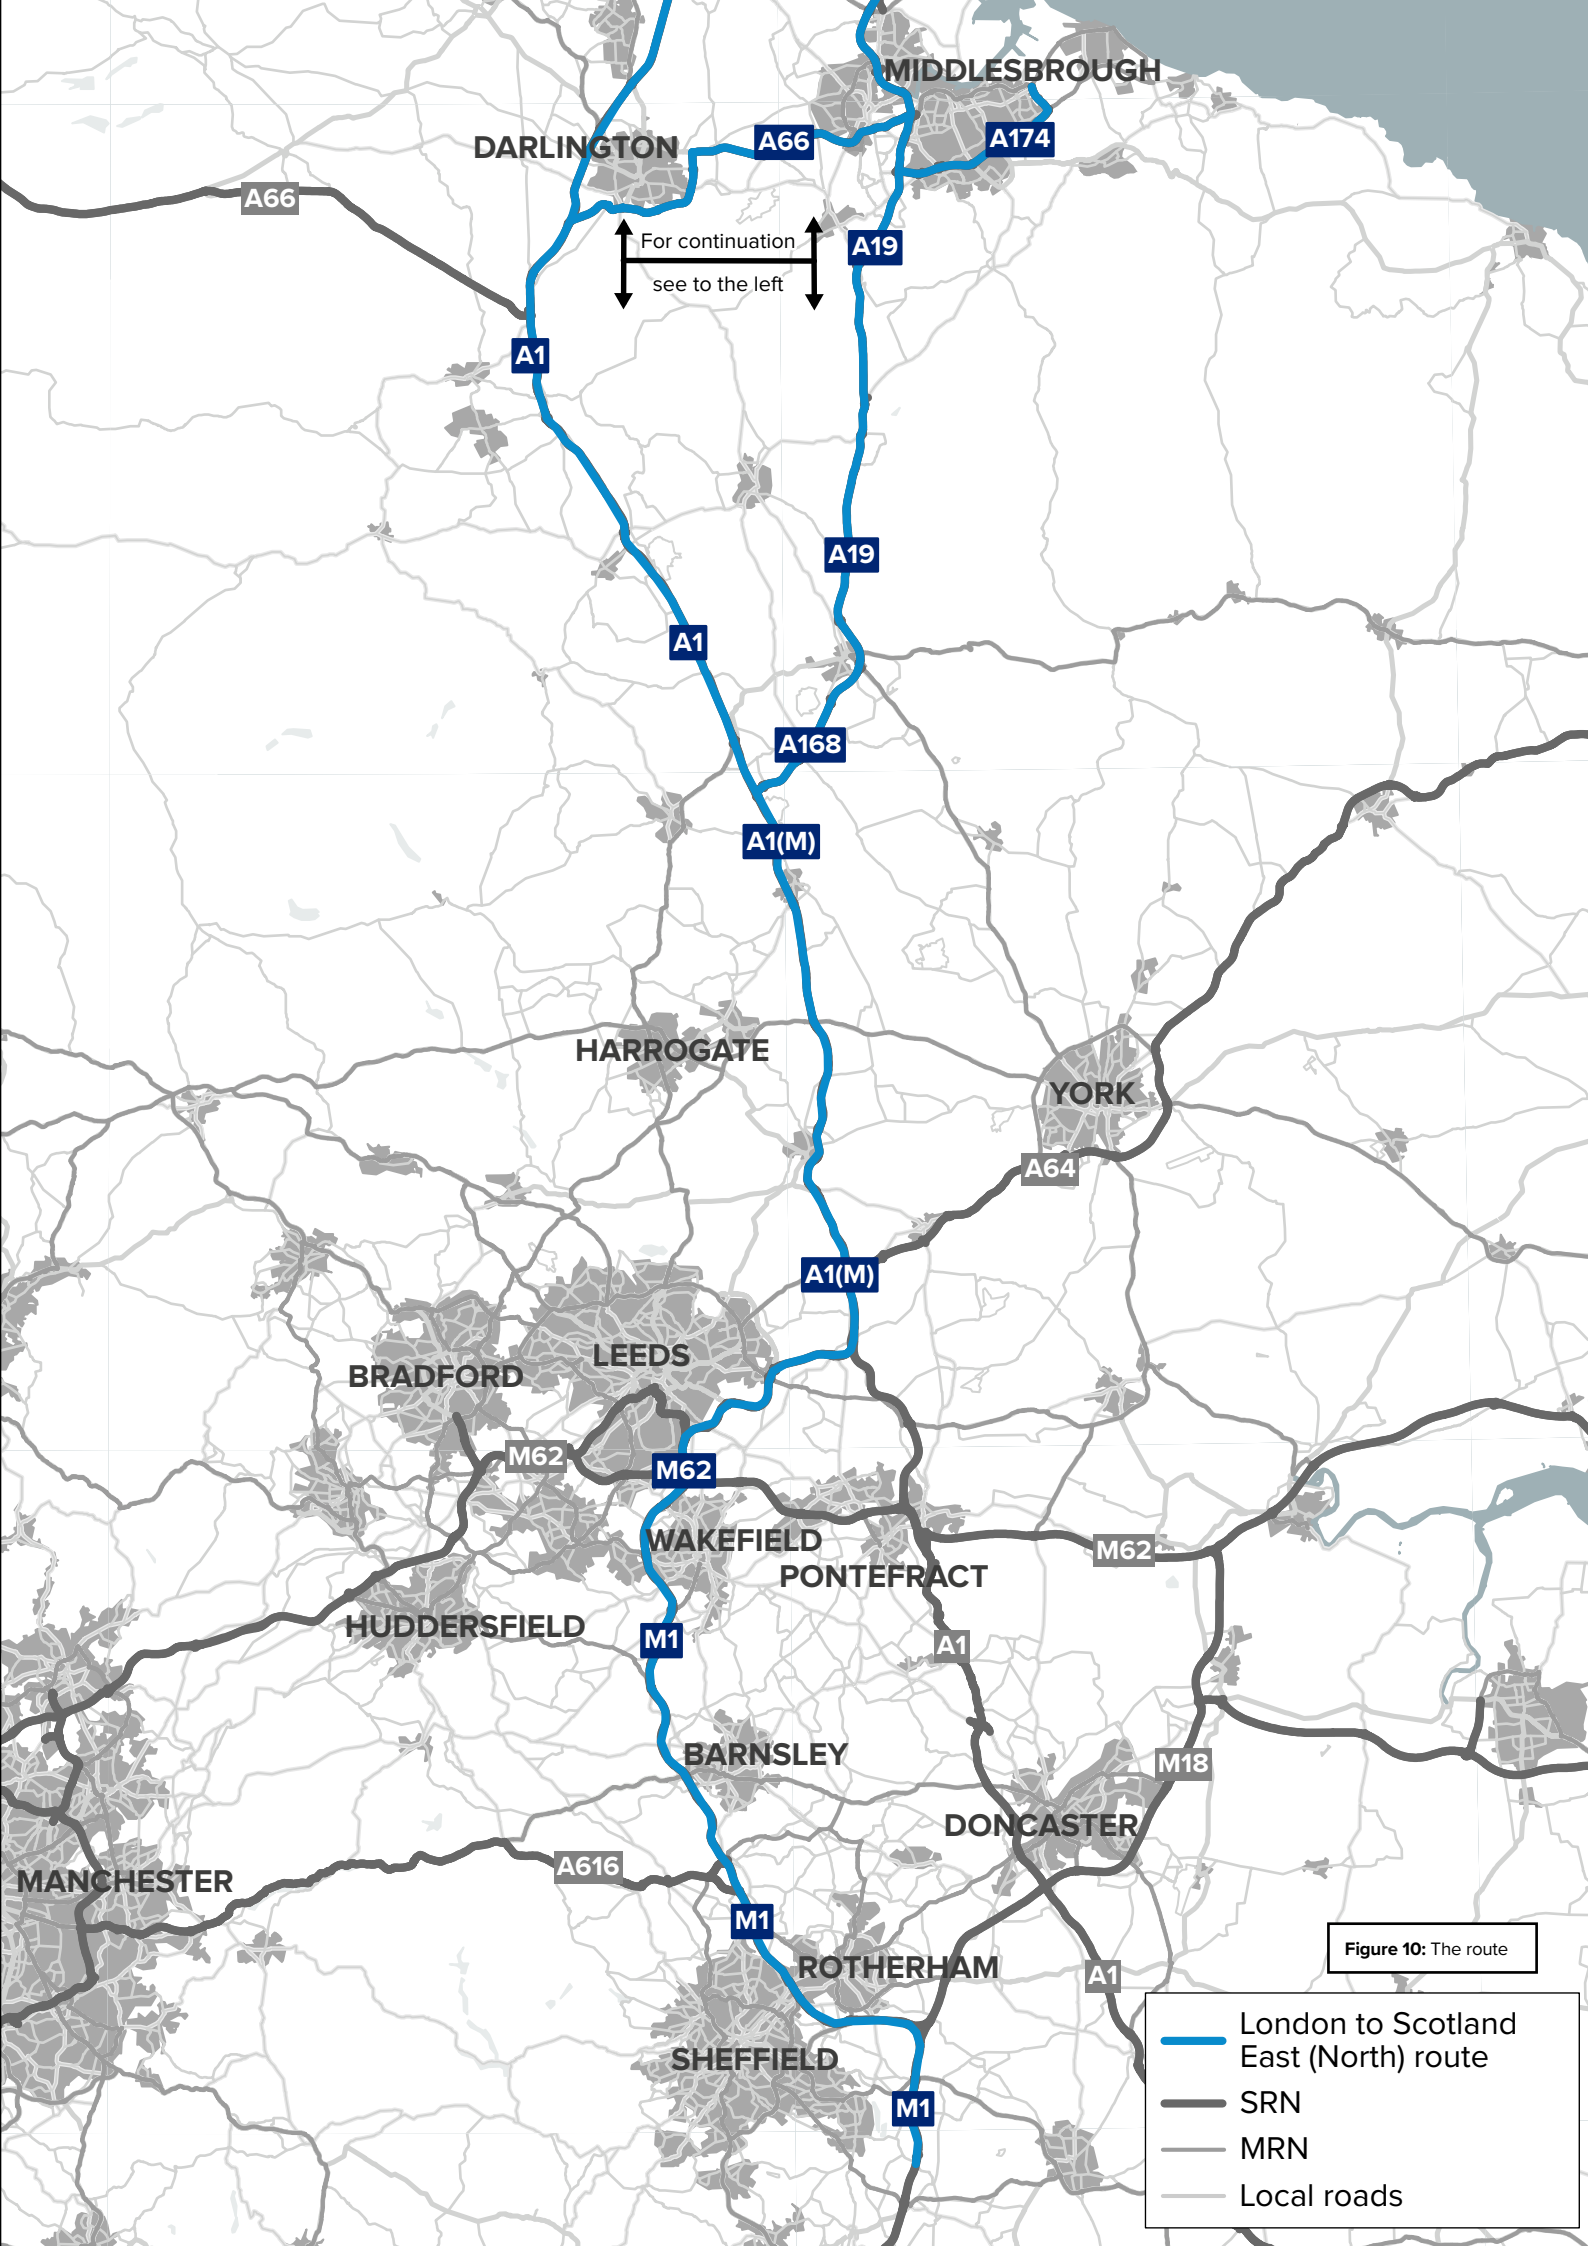 MIDDLESBROUGH
DARLINGTON
A66
A174
A66
For continuation
see to the left
A19
A1
A19
A1
A168
A1(M)
HARROGATE
YORK
A64
A1(M)
LEEDS
BRADFORD
M62
M62
WAKEFIELD
M62
PONTEFRACT
HUDDERSFIELD
M1
A1
BARNSLEY
M18
DONCASTER
A616
MANCHESTER
M1
ROTHERHAM
A1
SHEFFIELD
M1
Figure 10: The route
London to Scotland
East (North) route
SRN
MRN
Local roads